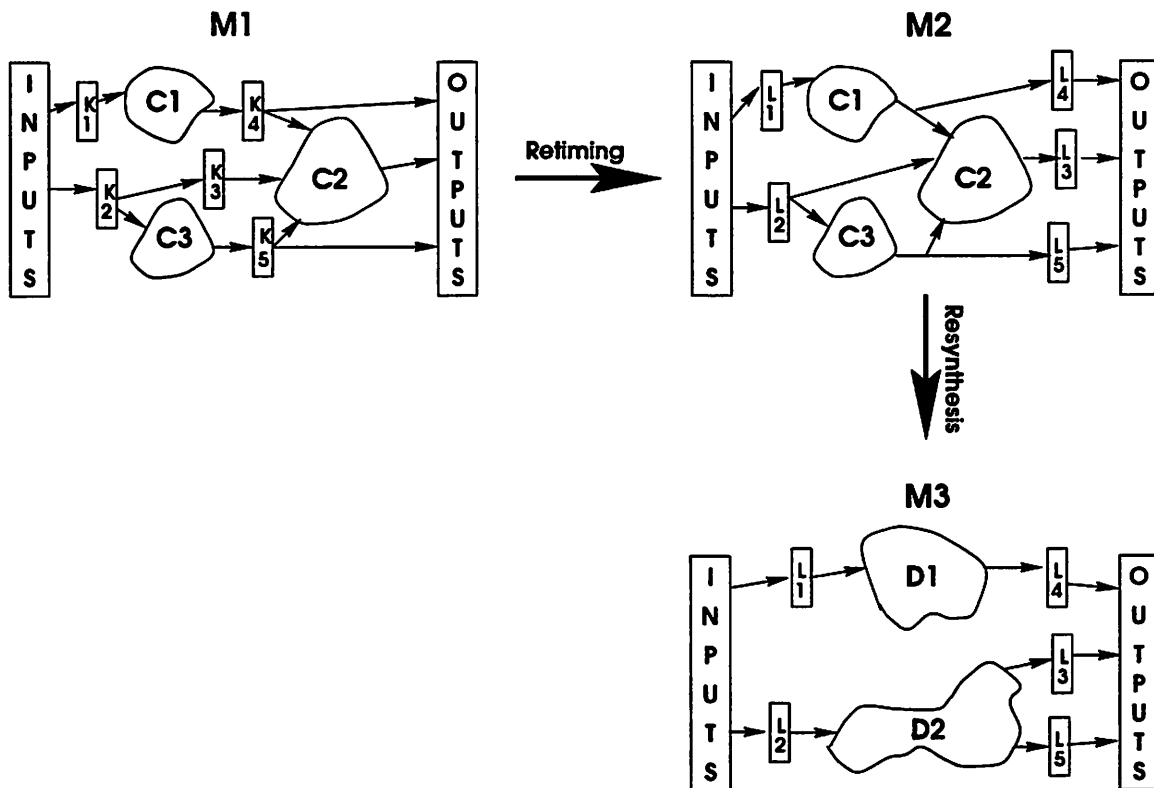 M1
INPUTS
K1
C1
K4
K2
K3
C3
K5
C2
OUTPUTS
Retiming
M2
INPUTS
L1
C1
L4
L2
C3
C2
L3
L5
OUTPUTS
Resynthesis
M3
INPUTS
L1
D1
L4
L2
D2
L3
L5
OUTPUTS